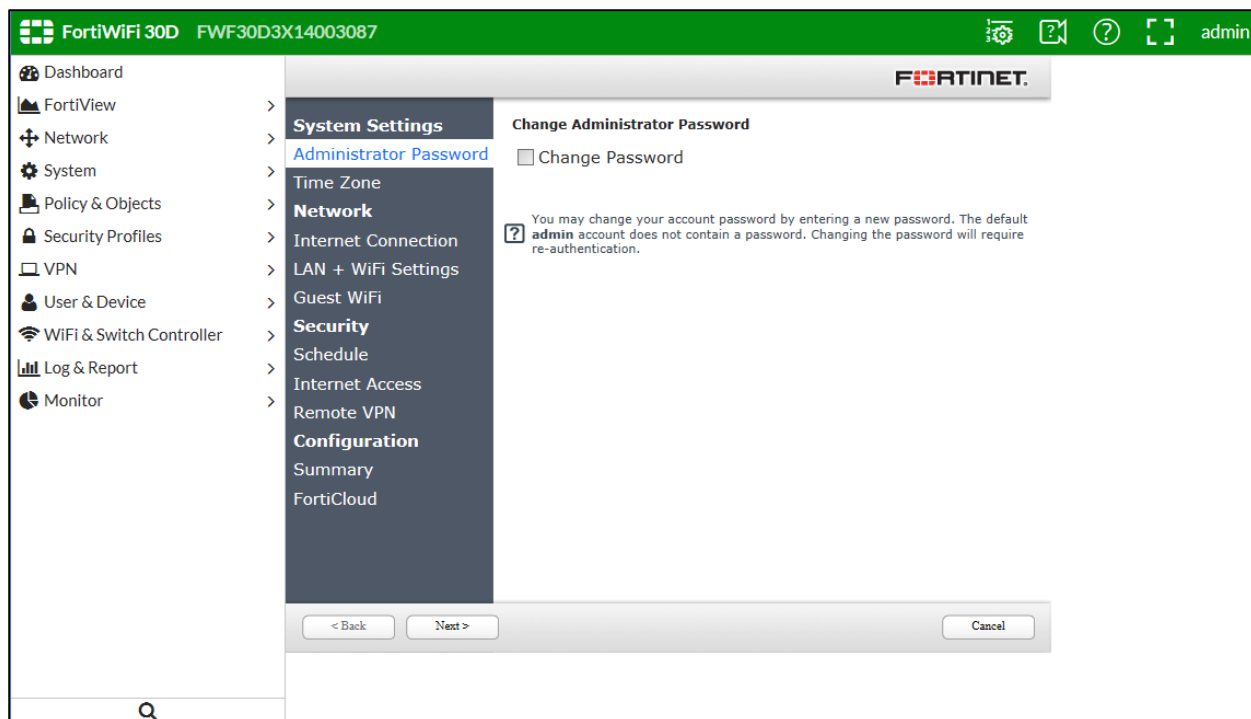 FortiWiFi 30D FWF30D3X14003087
admin
Dashboard
FortiView
Network
System
Policy & Objects
Security Profiles
VPN
User & Device
WiFi & Switch Controller
Log & Report
Monitor
FORTINET.
System Settings
Administrator Password
Time Zone
Network
Internet Connection
LAN + WiFi Settings
Guest WiFi
Security
Schedule
Internet Access
Remote VPN
Configuration
Summary
FortiCloud
Change Administrator Password
Change Password
You may change your account password by entering a new password. The default
admin account does not contain a password. Changing the password will require
re-authentication.
< Back Next > Cancel